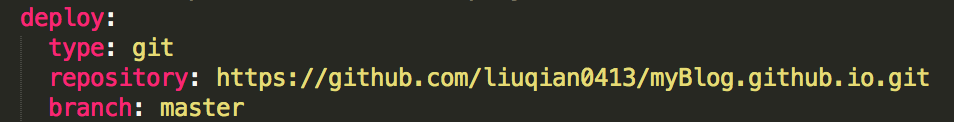 deploy:
type: git
repository: https://github.com/liuqian0413/myBlog.github.io.git
branch: master